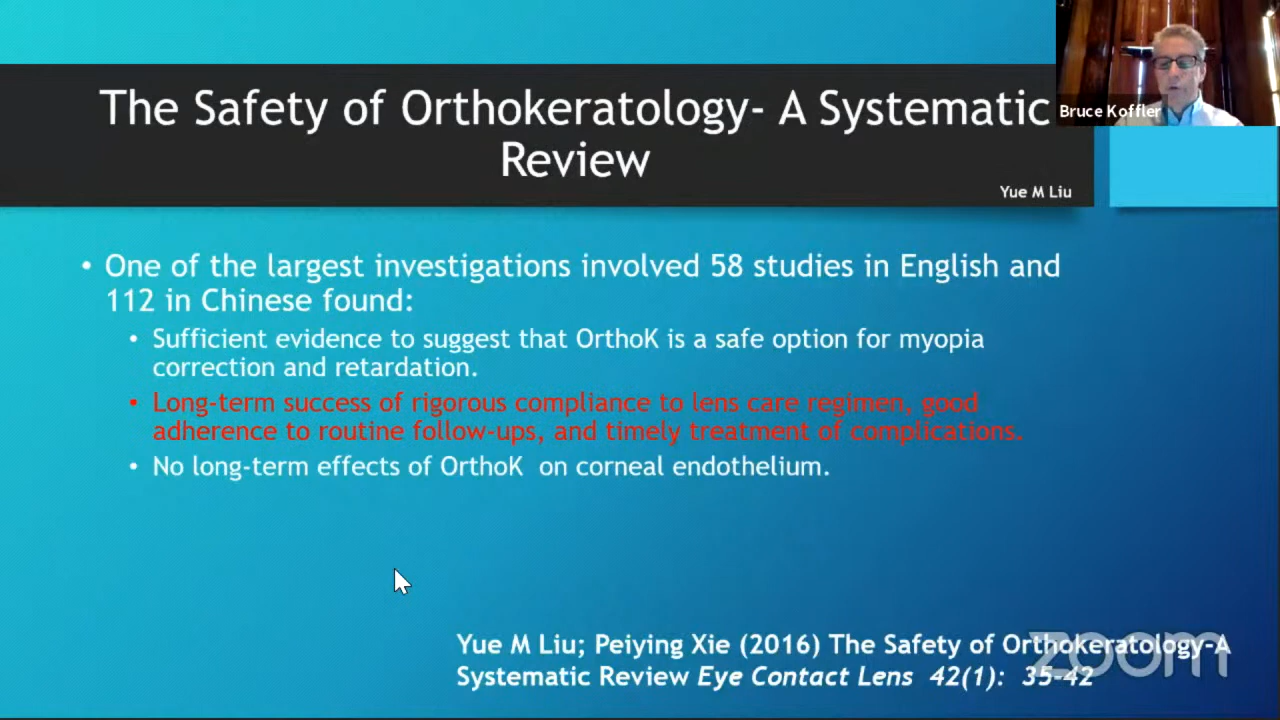 The Safety of Orthokeratology- A Systematic
Review
Bruce Koffler
Yue M Liu
• One of the largest investigations involved 58 studies in English and
112 in Chinese found:
• Sufficient evidence to suggest that OrthoK is a safe option for myopia
correction and retardation.
• Long-term success of rigorous compliance to lens care regimen, good
adherence to routine follow-ups, and timely treatment of complications.
• No long-term effects of OrthoK on corneal endothelium.
Yue M Liu; Peiying Xie (2016) The Safety of Orthokeratology-A
Systematic Review Eye Contact Lens 42(1): 35-42
zoom